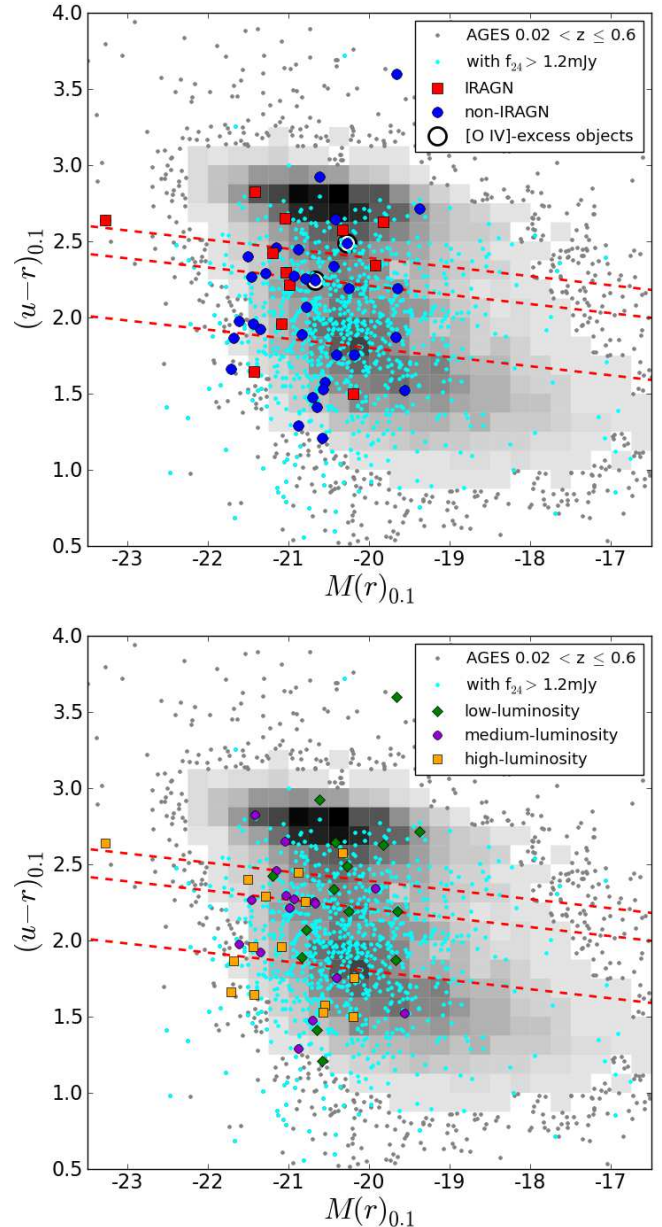 4.0
3.5
3.0
2.5
2.0
1.5
1.0
0.5
(u−r)₀.₁
AGES 0.02 < z ≤ 0.6
with f₂₄ > 1.2mJy
IRAGN
non-IRAGN
[O IV]-excess objects
-23 -22 -21 -20 -19 -18 -17
M(r)₀.₁
4.0
3.5
3.0
2.5
2.0
1.5
1.0
0.5
(u−r)₀.₁
AGES 0.02 < z ≤ 0.6
with f₂₄ > 1.2mJy
low-luminosity
medium-luminosity
high-luminosity
-23 -22 -21 -20 -19 -18 -17
M(r)₀.₁